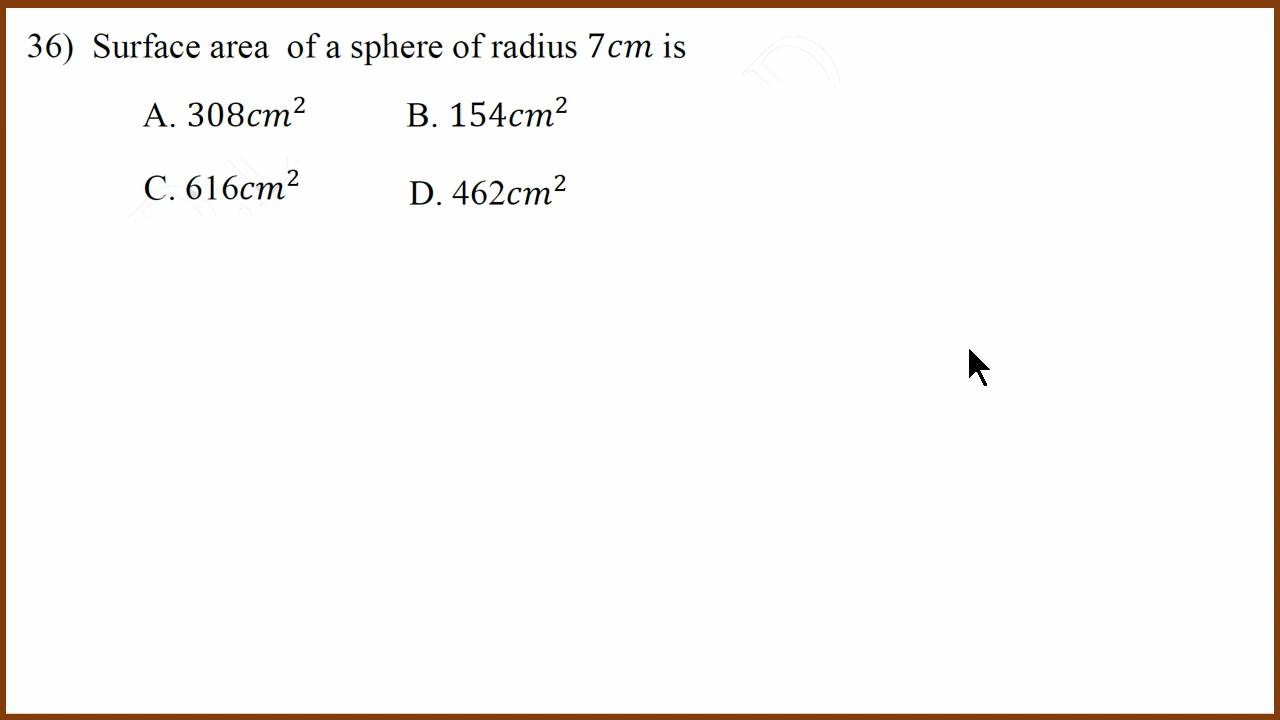 36) Surface area of a sphere of radius 7cm is
A. 308cm² B. 154cm²
C. 616cm² D. 462cm²